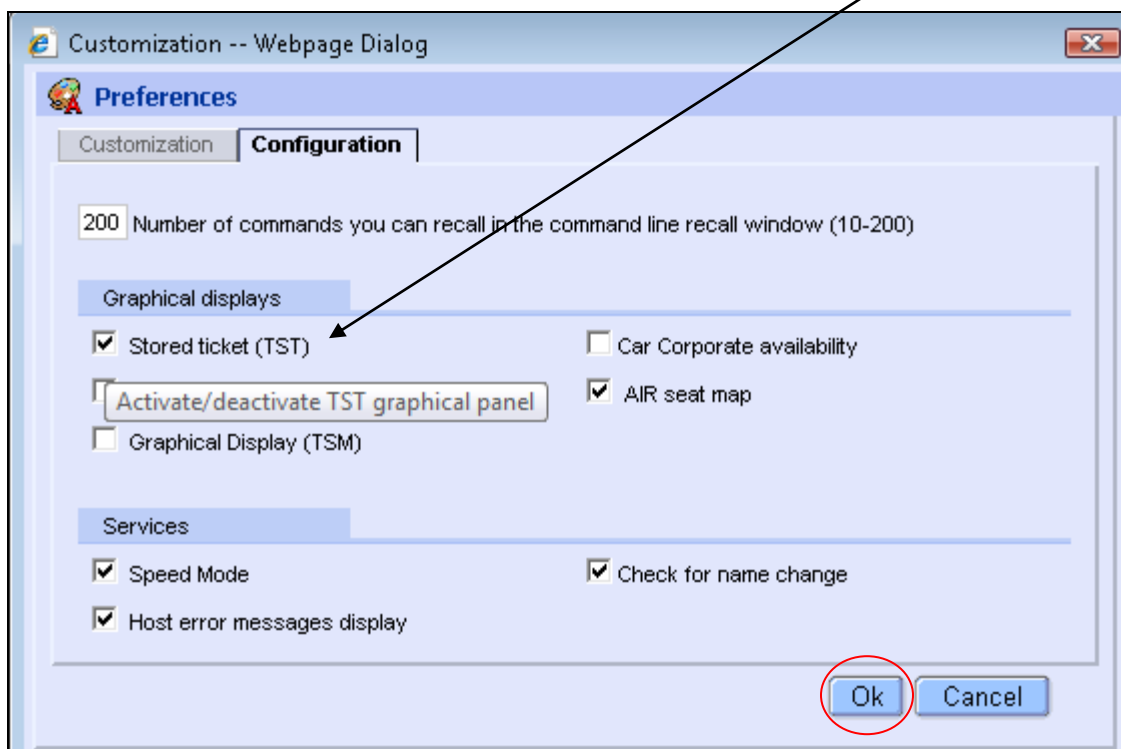 Customization -- Webpage Dialog
Preferences
Customization Configuration
200 Number of commands you can recall in the command line recall window (10-200)
Graphical displays
Stored ticket (TST) Car Corporate availability
Activate/deactivate TST graphical panel AIR seat map
Graphical Display (TSM)
Services
Speed Mode Check for name change
Host error messages display
Ok Cancel